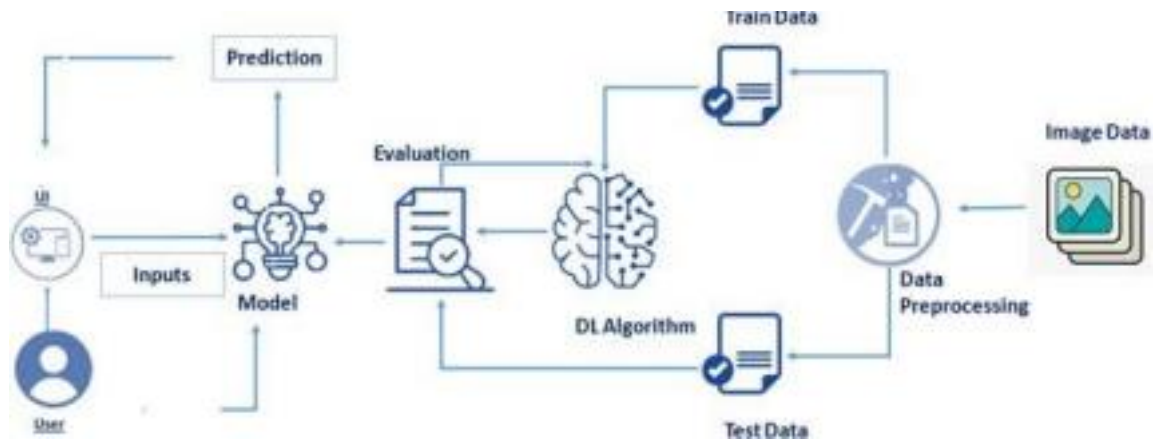 Train Data
Prediction
Image Data
Evaluation
UI
Inputs
Model
Data
Preprocessing
DL Algorithm
User
Test Data